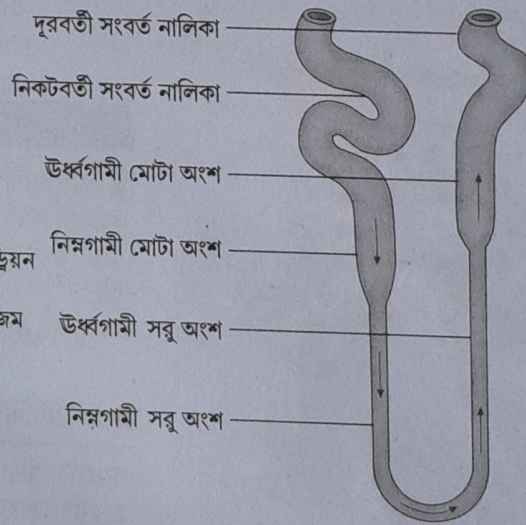 দূরবর্তী সংবর্ত নালিকা
নিকটবর্তী সংবর্ত নালিকা
ঊর্ধ্বগামী মোটা অংশ
নিম্নগামী মোটা অংশ
ঊর্ধ্বগামী সরু অংশ
নিম্নগামী সরু অংশ